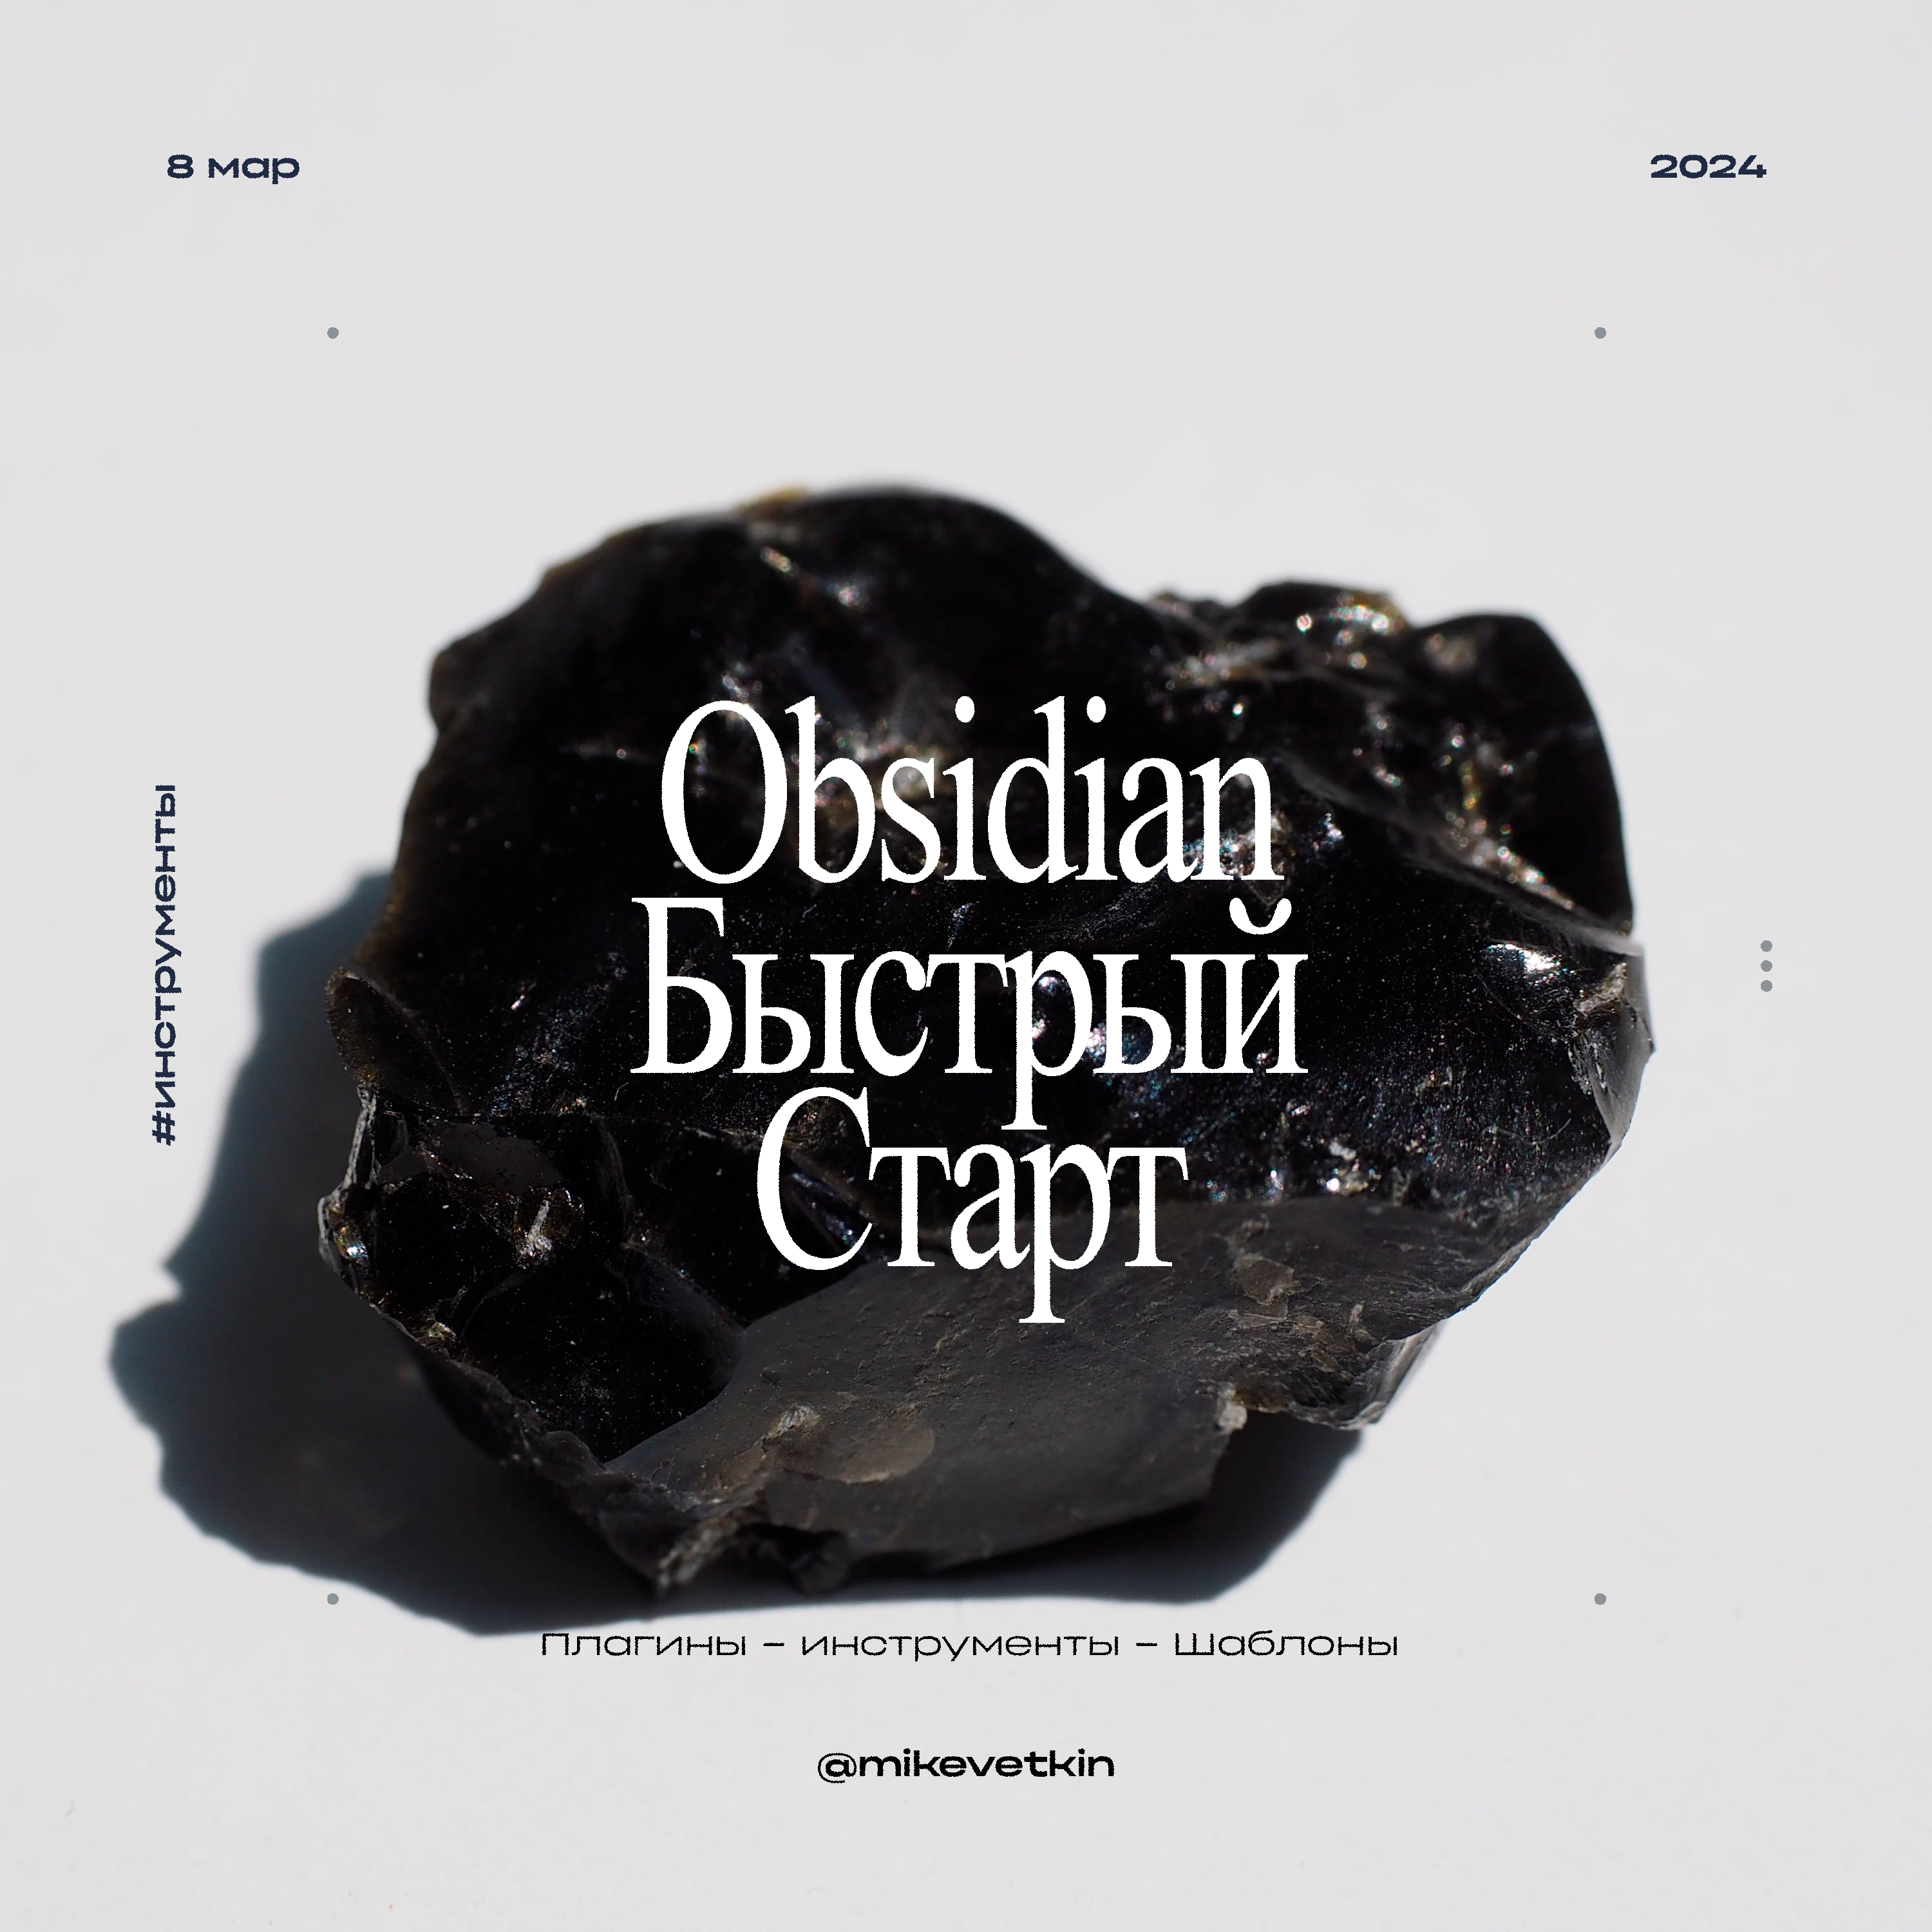 8 мар
2024
#инструменты
Obsidian
Быстрый
Старт
Плагины - инструменты - Шаблоны
@mikevetkin